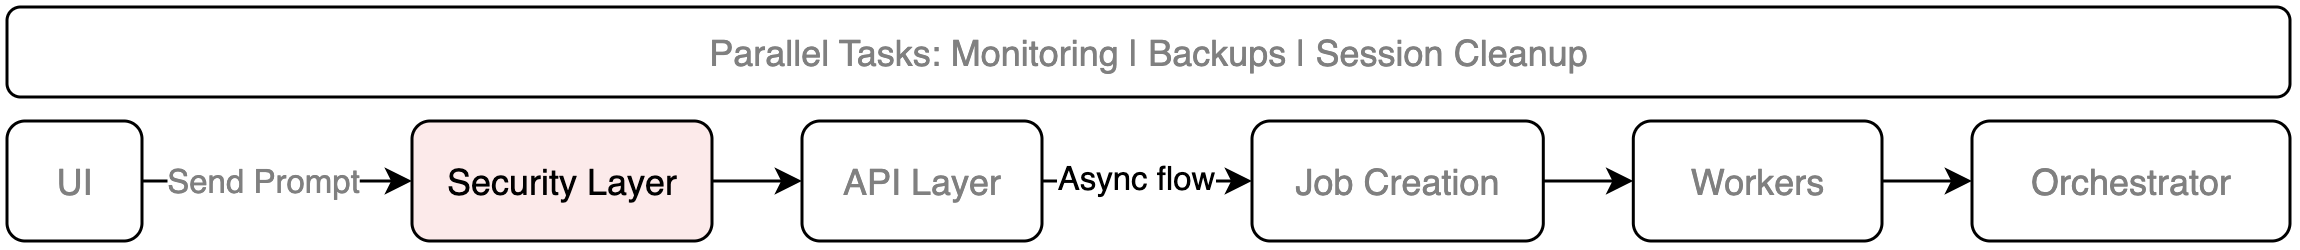 Parallel Tasks: Monitoring | Backups | Session Cleanup
UI
Send Prompt
Security Layer
API Layer
Async flow
Job Creation
Workers
Orchestrator